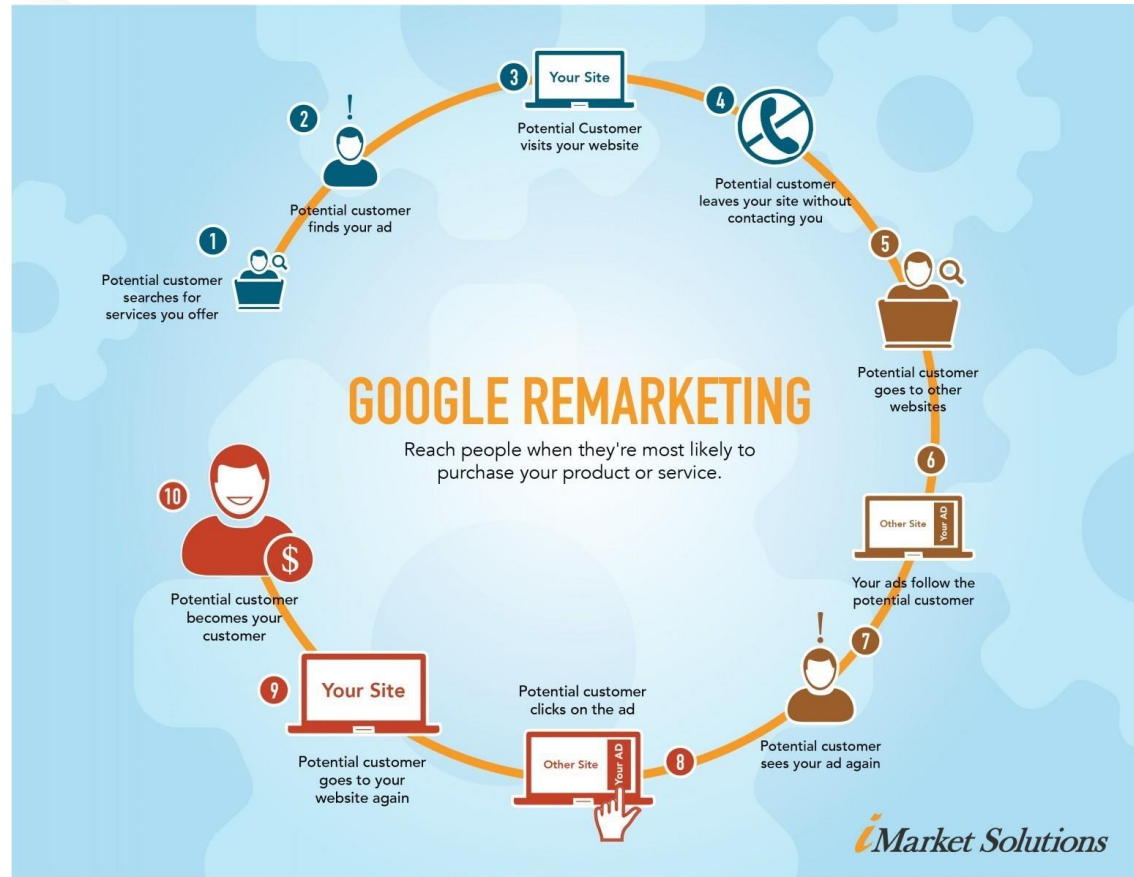 GOOGLE REMARKETING
Reach people when they're most likely to
purchase your product or service.
1
Potential customer
searches for
services you offer
2
!
Potential customer
finds your ad
3
Your Site
Potential Customer
visits your website
4
Potential customer
leaves your site without
contacting you
5
Potential customer
goes to other
websites
6
Other Site
Your AD
Your ads follow the
potential customer
7
!
Potential customer
sees your ad again
8
Potential customer
clicks on the ad
Other Site
Your AD
9
Your Site
Potential customer
goes to your
website again
10
$
Potential customer
becomes your
customer
iMarket Solutions